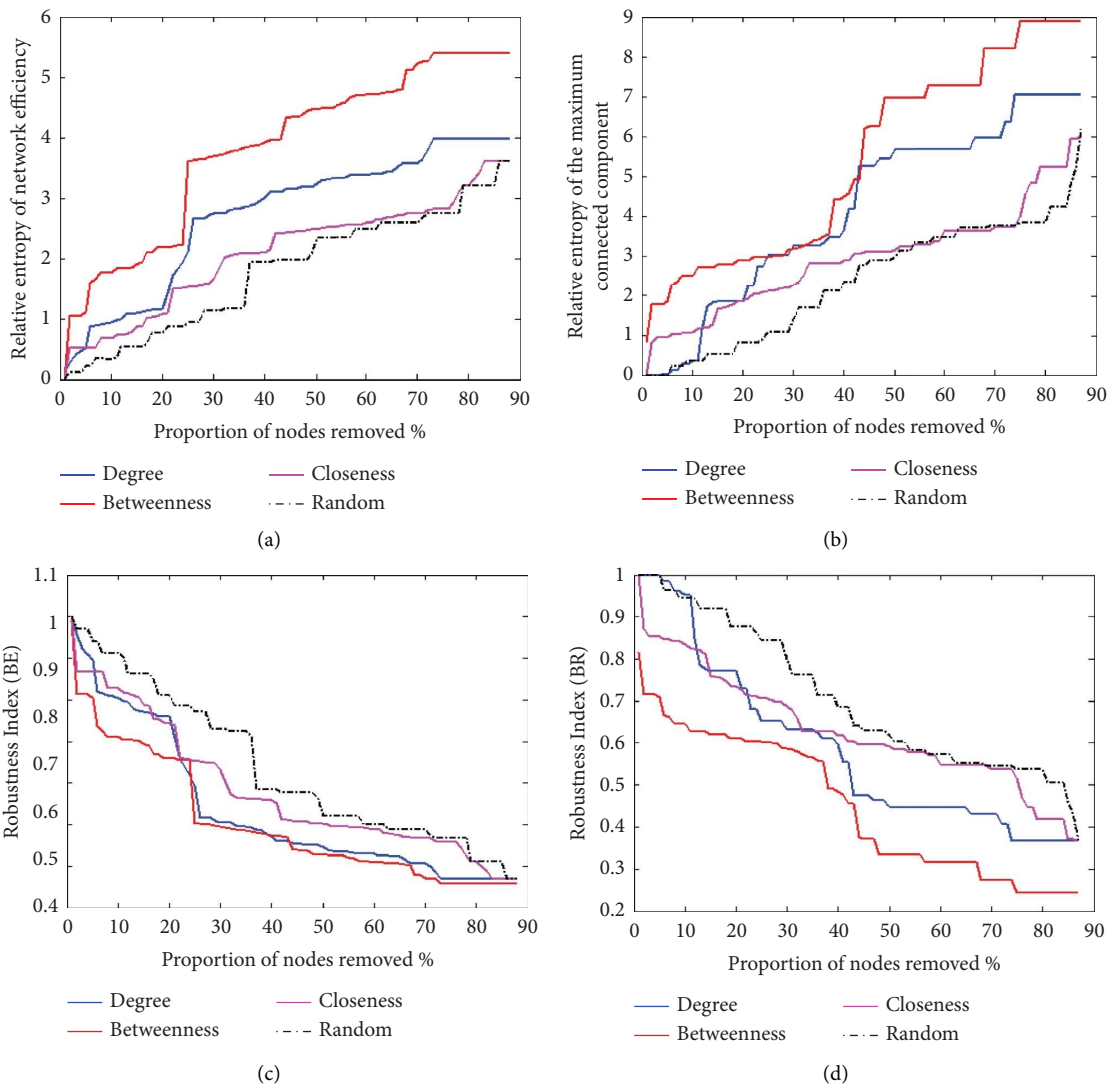 6
5
4
3
2
1
0
Relative entropy of network efficiency
0 10 20 30 40 50 60 70 80 90
Proportion of nodes removed %
Degree
Betweenness
Closeness
Random
(a)
9
8
7
6
5
4
3
2
1
0
Relative entropy of the maximum
connected component
0 10 20 30 40 50 60 70 80 90
Proportion of nodes removed %
Degree
Betweenness
Closeness
Random
(b)
1.1
1
0.9
0.8
0.7
0.6
0.5
0.4
Robustness Index (BE)
0 10 20 30 40 50 60 70 80 90
Proportion of nodes removed %
Degree
Betweenness
Closeness
Random
(c)
1
0.9
0.8
0.7
0.6
0.5
0.4
0.3
0.2
Robustness Index (BR)
0 10 20 30 40 50 60 70 80 90
Proportion of nodes removed %
Degree
Betweenness
Closeness
Random
(d)